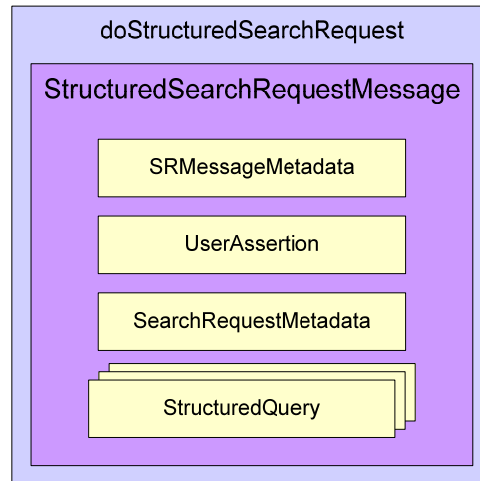 doStructuredSearchRequest
StructuredSearchRequestMessage
SRMessageMetadata
UserAssertion
SearchRequestMetadata
StructuredQuery